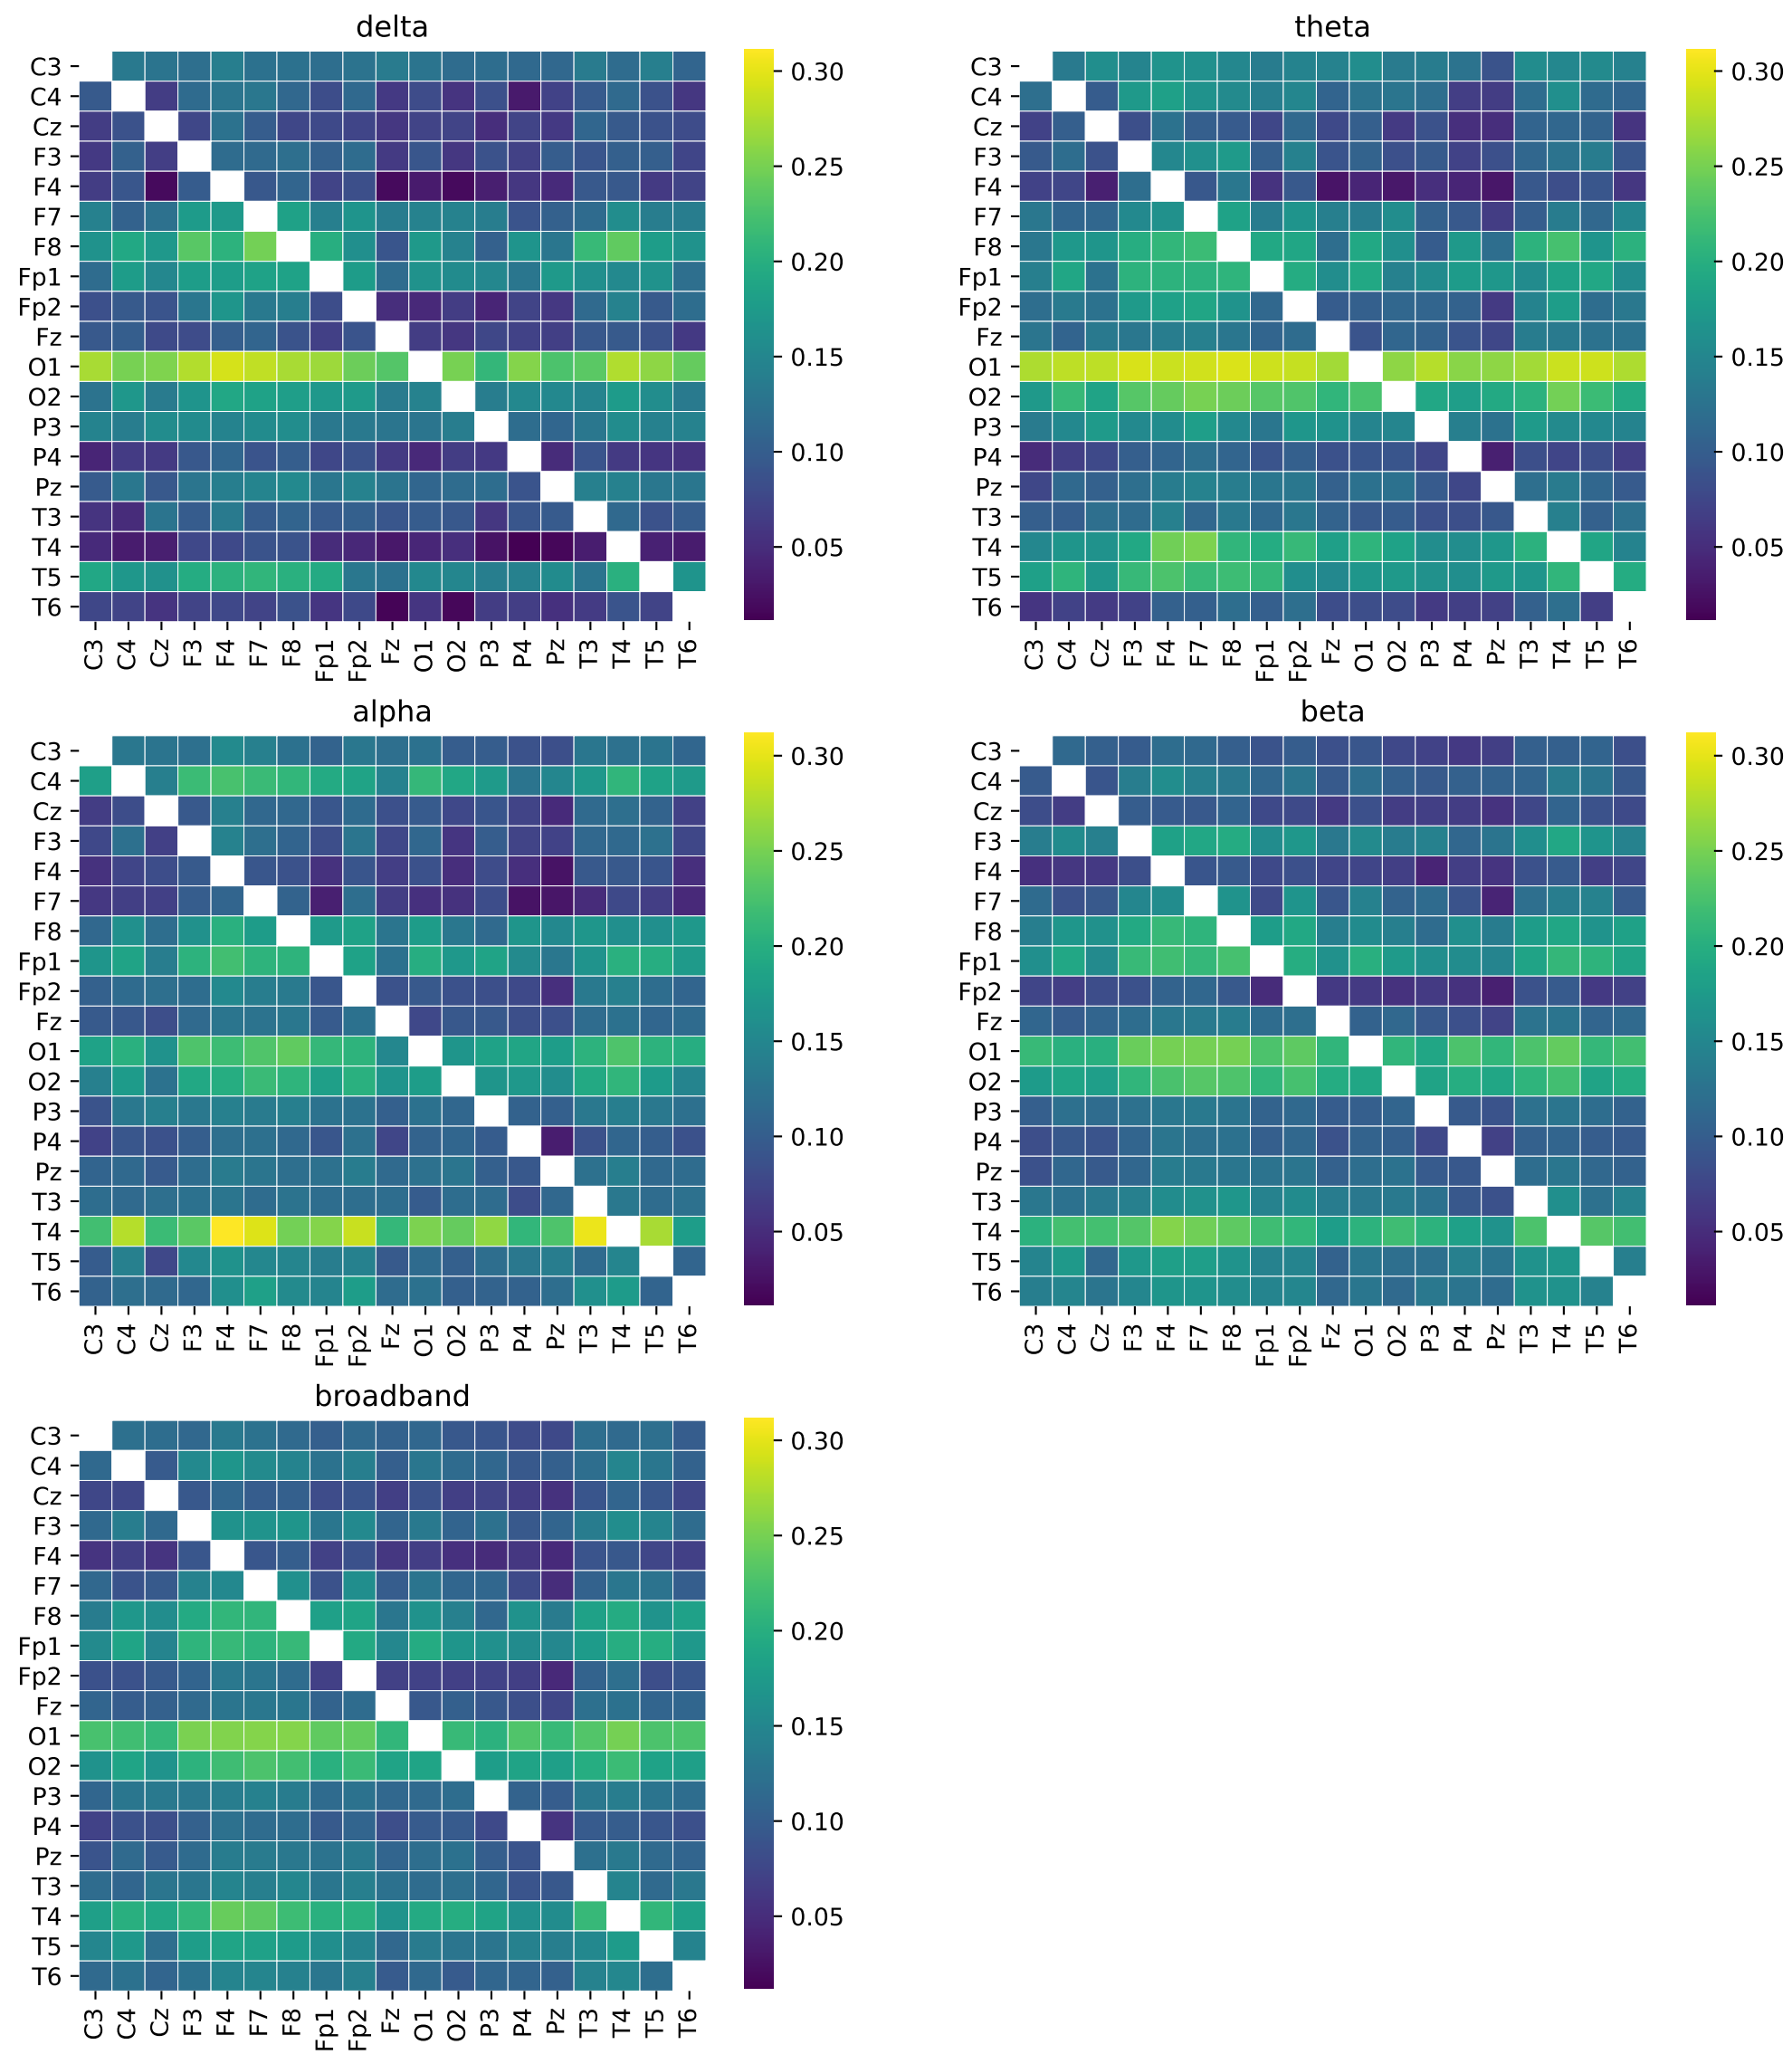 delta
C3
C4
Cz
F3
F4
F7
F8
Fp1
Fp2
Fz
O1
O2
P3
P4
Pz
T3
T4
T5
T6
C3 C4 Cz F3 F4 F7 F8 Fp1 Fp2 Fz O1 O2 P3 P4 Pz T3 T4 T5 T6
0.30
0.25
0.20
0.15
0.10
0.05
theta
C3
C4
Cz
F3
F4
F7
F8
Fp1
Fp2
Fz
O1
O2
P3
P4
Pz
T3
T4
T5
T6
C3 C4 Cz F3 F4 F7 F8 Fp1 Fp2 Fz O1 O2 P3 P4 Pz T3 T4 T5 T6
0.30
0.25
0.20
0.15
0.10
0.05
alpha
C3
C4
Cz
F3
F4
F7
F8
Fp1
Fp2
Fz
O1
O2
P3
P4
Pz
T3
T4
T5
T6
C3 C4 Cz F3 F4 F7 F8 Fp1 Fp2 Fz O1 O2 P3 P4 Pz T3 T4 T5 T6
0.30
0.25
0.20
0.15
0.10
0.05
beta
C3
C4
Cz
F3
F4
F7
F8
Fp1
Fp2
Fz
O1
O2
P3
P4
Pz
T3
T4
T5
T6
C3 C4 Cz F3 F4 F7 F8 Fp1 Fp2 Fz O1 O2 P3 P4 Pz T3 T4 T5 T6
0.30
0.25
0.20
0.15
0.10
0.05
broadband
C3
C4
Cz
F3
F4
F7
F8
Fp1
Fp2
Fz
O1
O2
P3
P4
Pz
T3
T4
T5
T6
C3 C4 Cz F3 F4 F7 F8 Fp1 Fp2 Fz O1 O2 P3 P4 Pz T3 T4 T5 T6
0.30
0.25
0.20
0.15
0.10
0.05